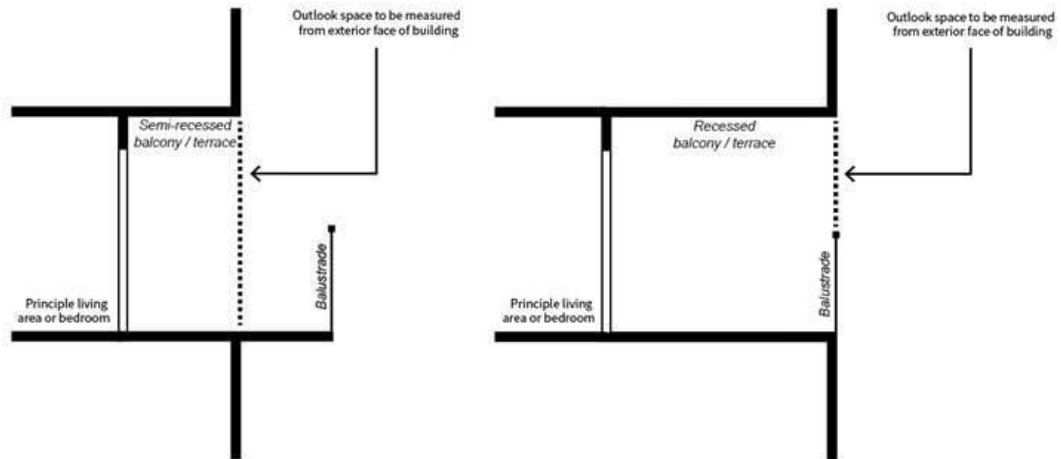 Outlook space to be measured
from exterior face of building
Semi-recessed
balcony / terrace
Balustrade
Principle living
area or bedroom
Outlook space to be measured
from exterior face of building
Recessed
balcony / terrace
Balustrade
Principle living
area or bedroom